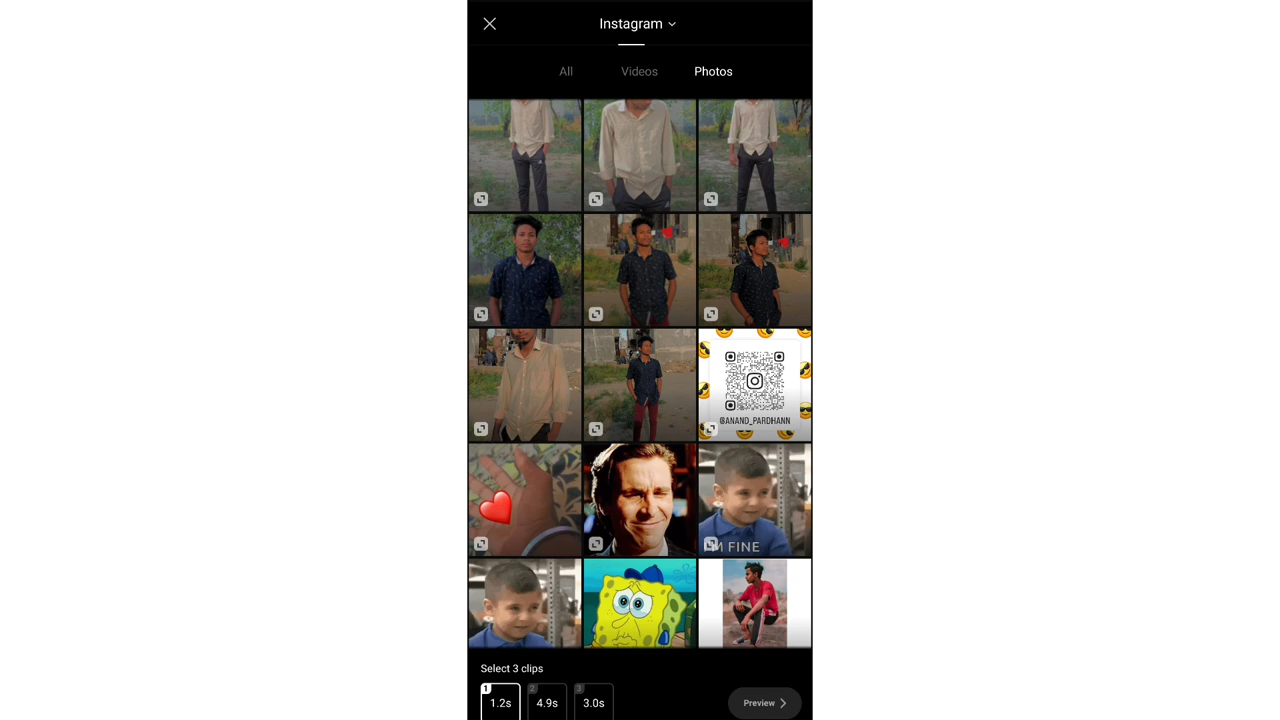 Instagram
All Videos Photos
@ANAND_PARDHANN
I'M FINE
Select 3 clips
1 2 3
1.2s 4.9s 3.0s
Preview